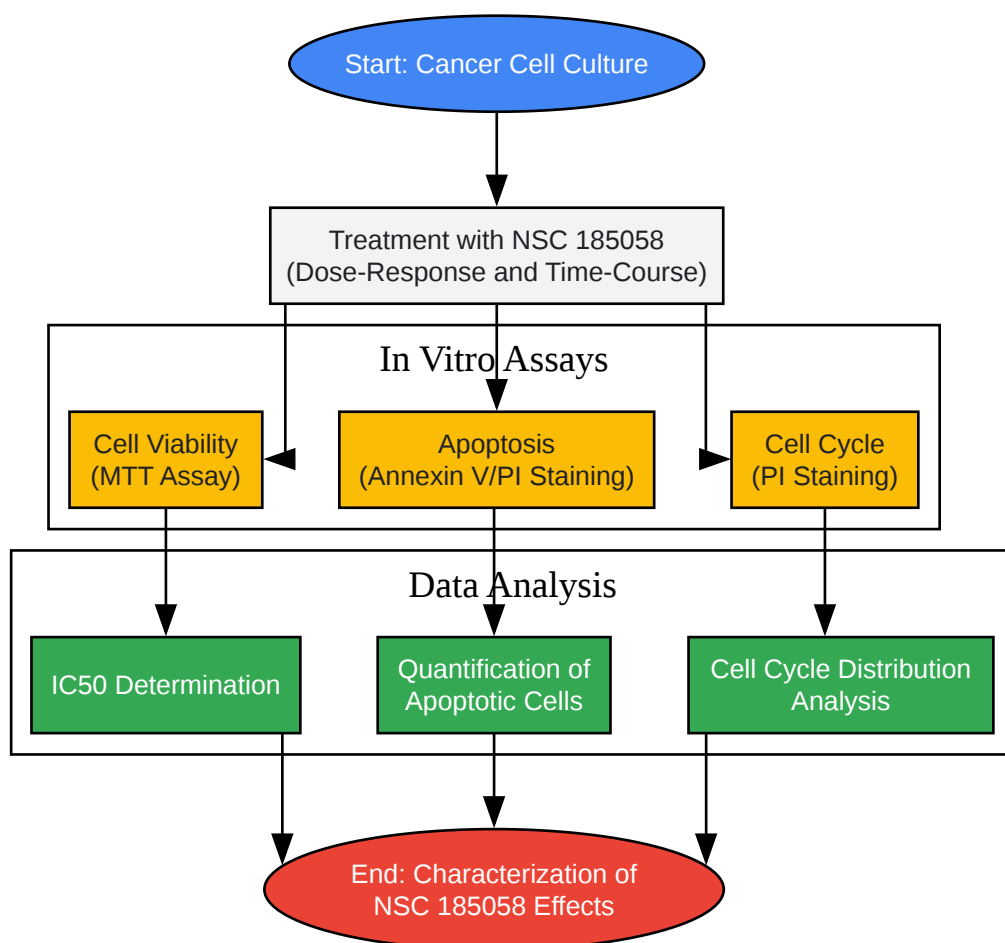 Start: Cancer Cell Culture
Treatment with NSC 185058
(Dose-Response and Time-Course)
In Vitro Assays
Cell Viability
(MTT Assay)
Apoptosis
(Annexin V/PI Staining)
Cell Cycle
(PI Staining)
Data Analysis
IC50 Determination
Quantification of
Apoptotic Cells
Cell Cycle Distribution
Analysis
End: Characterization of
NSC 185058 Effects